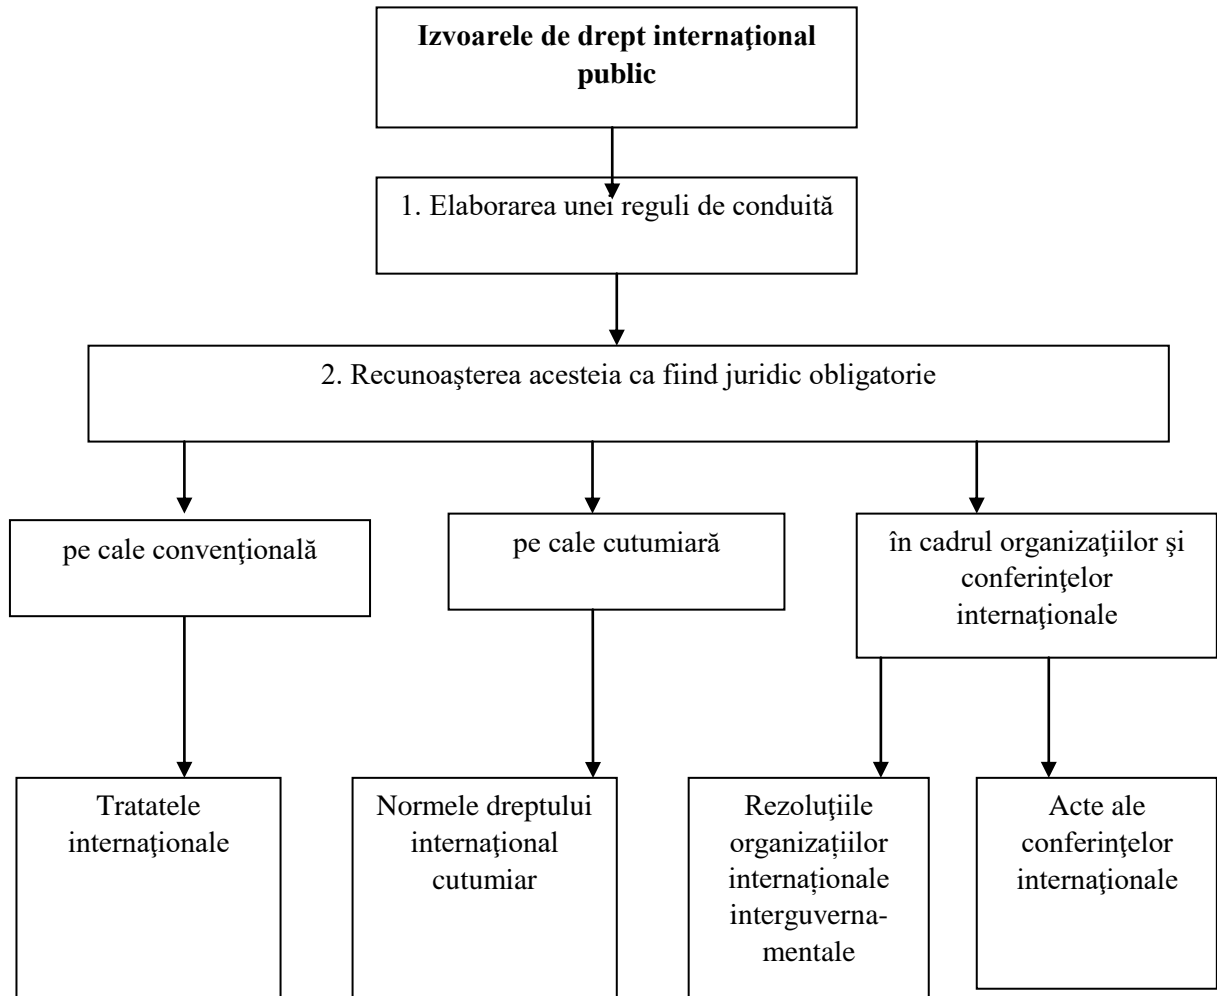 Izvoarele de drept internaţional
public
1. Elaborarea unei reguli de conduită
2. Recunoaşterea acesteia ca fiind juridic obligatorie
pe cale convenţională
pe cale cutumiară
în cadrul organizaţiilor şi
conferinţelor
internaţionale
Tratatele
internaţionale
Normele dreptului
internaţional
cutumiar
Rezoluţiile
organizațiilor
internaționale
interguverna-
mentale
Acte ale
conferinţelor
internaţionale